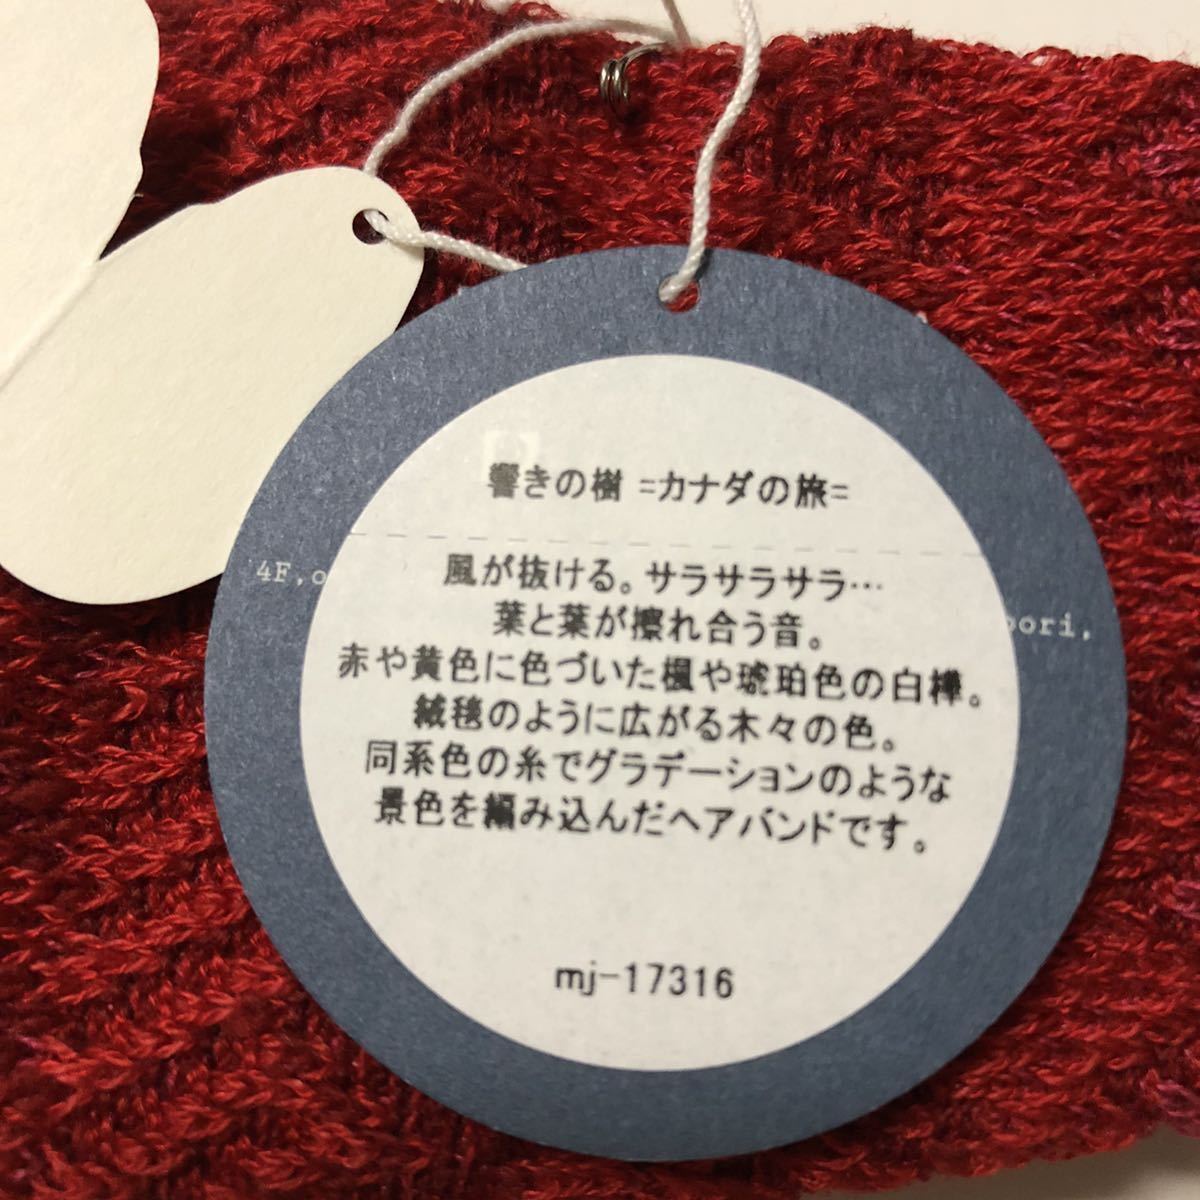 響きの樹 =カナダの旅=
風が抜ける。サラサラサラ…
葉と葉が擦れ合う音。
赤や黄色に色づいた楓や琥珀色の白樺。
絨毯のように広がる木々の色。
同系色の糸でグラデーションのような
景色を編み込んだヘアバンドです。
mj-17316
4F,